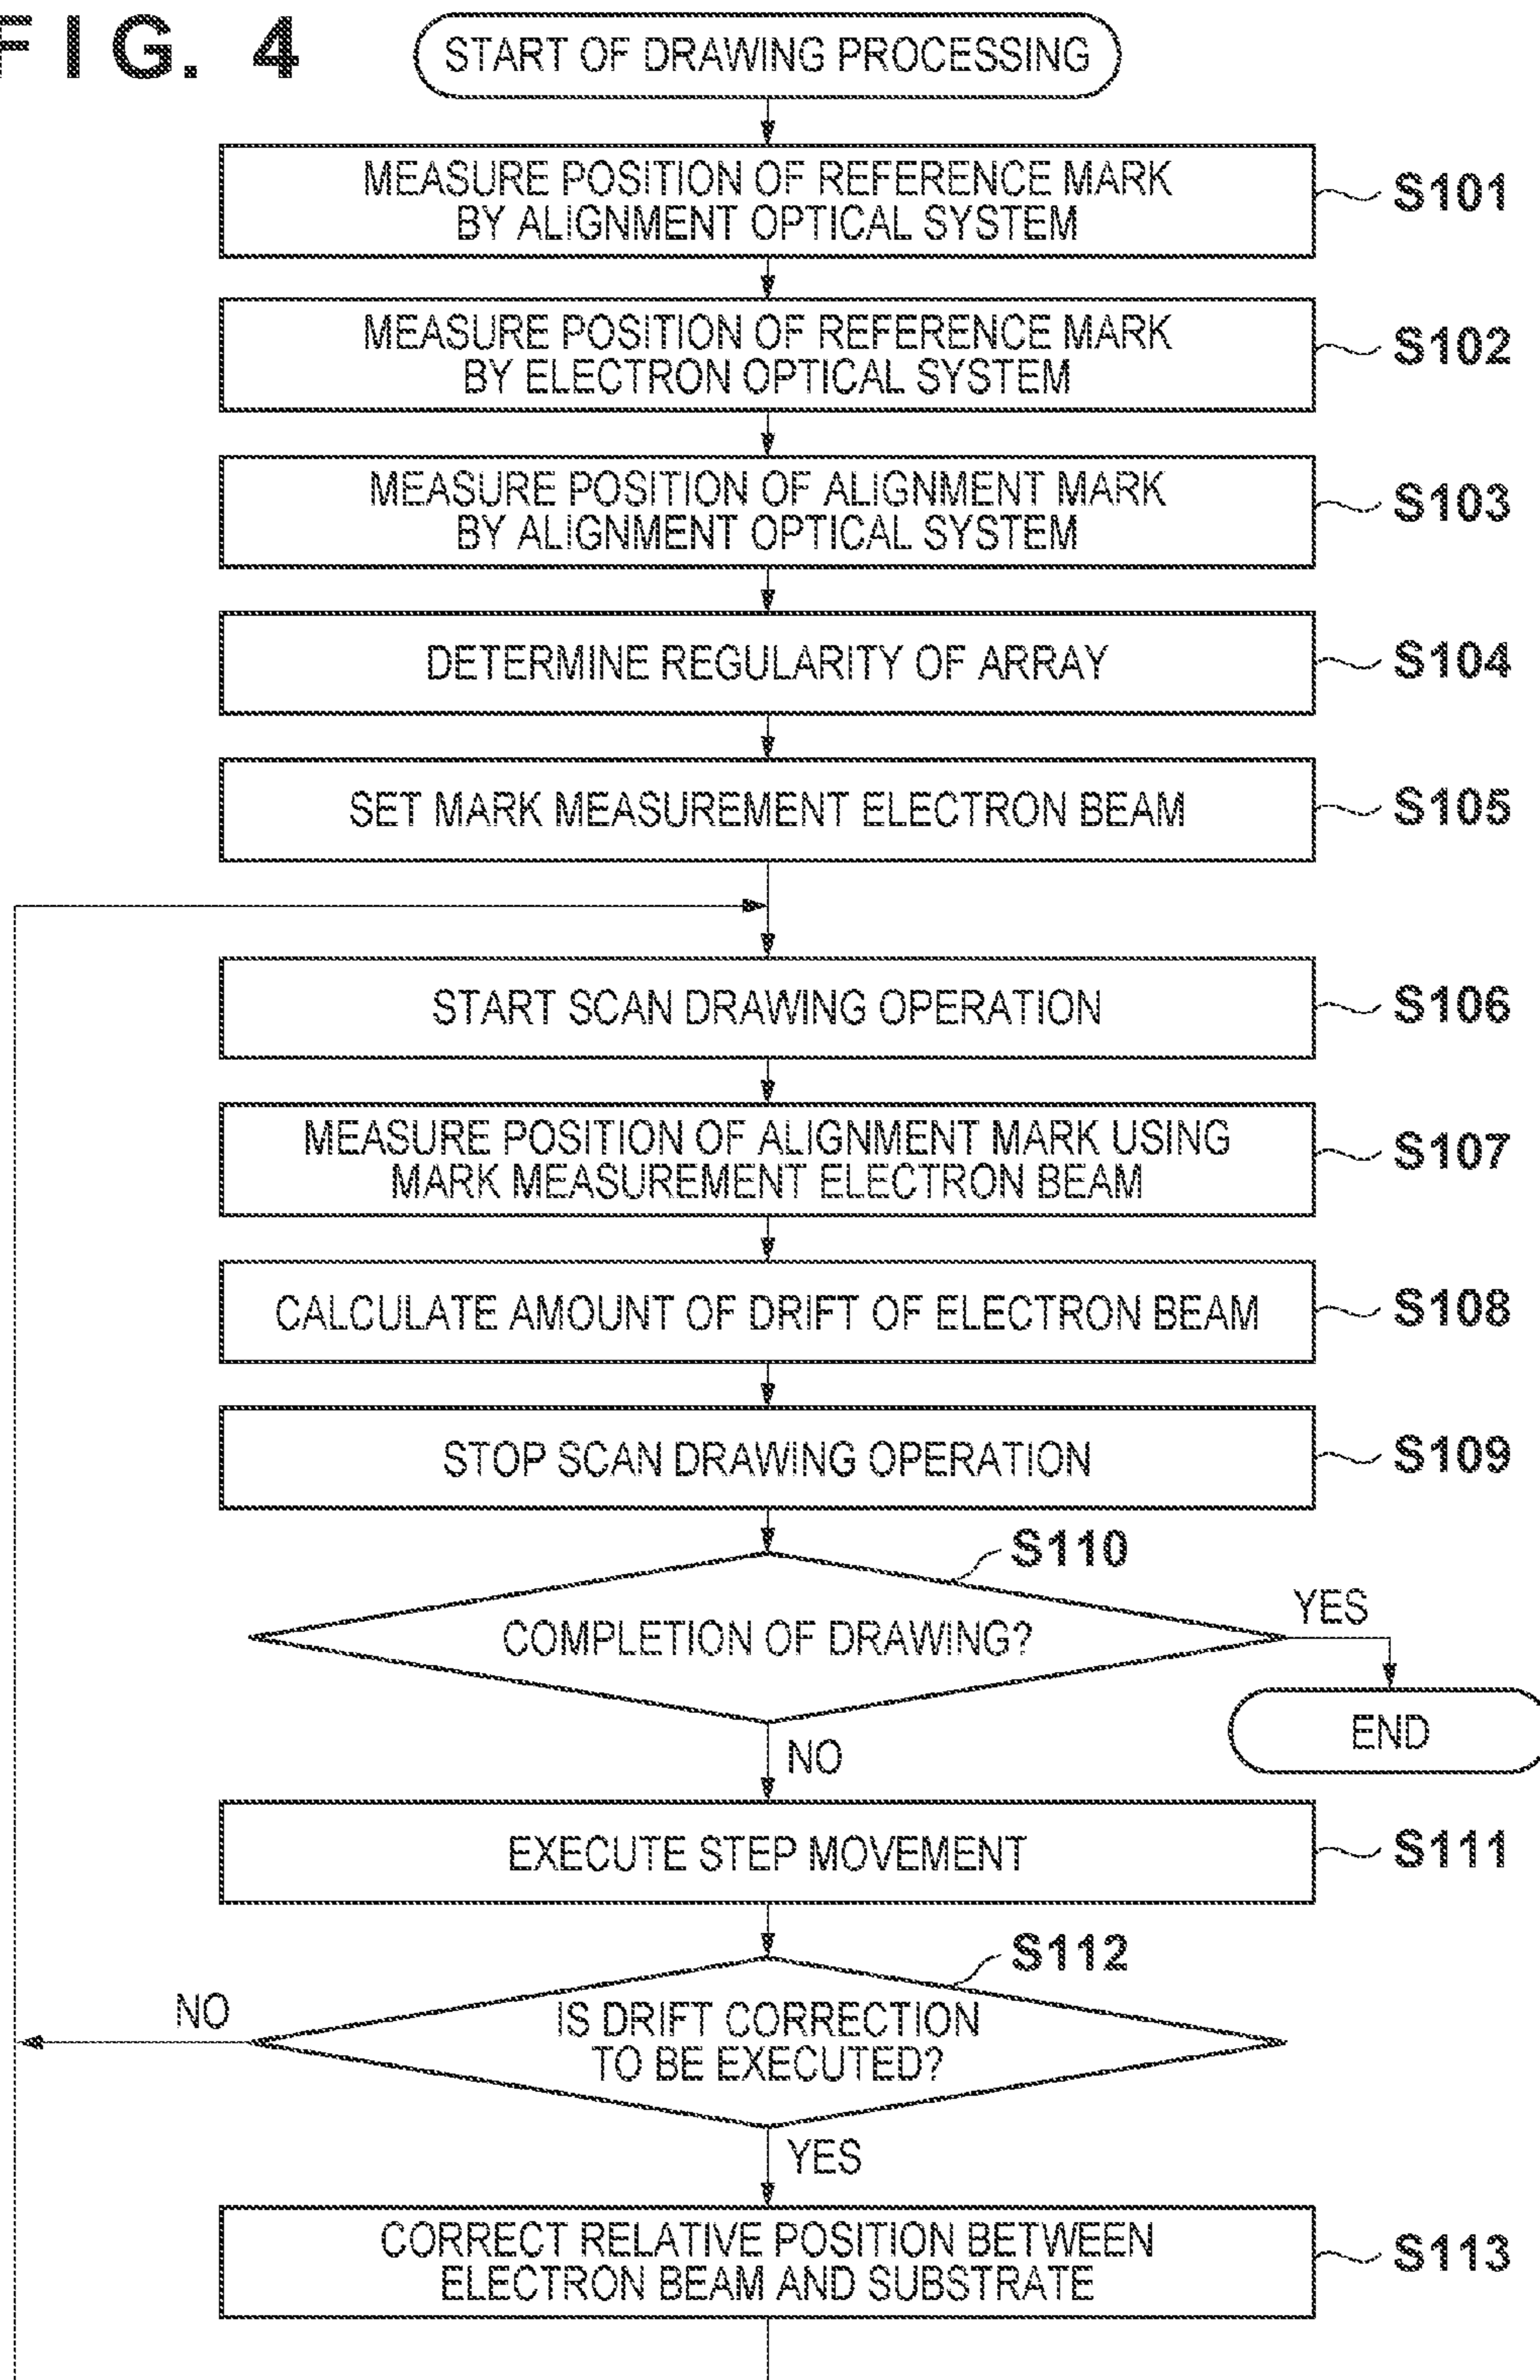 FIG. 4
START OF DRAWING PROCESSING
MEASURE POSITION OF REFERENCE MARK
BY ALIGNMENT OPTICAL SYSTEM
S101
MEASURE POSITION OF REFERENCE MARK
BY ELECTRON OPTICAL SYSTEM
S102
MEASURE POSITION OF ALIGNMENT MARK
BY ALIGNMENT OPTICAL SYSTEM
S103
DETERMINE REGULARITY OF ARRAY
S104
SET MARK MEASUREMENT ELECTRON BEAM
S105
START SCAN DRAWING OPERATION
S106
MEASURE POSITION OF ALIGNMENT MARK USING
MARK MEASUREMENT ELECTRON BEAM
S107
CALCULATE AMOUNT OF DRIFT OF ELECTRON BEAM
S108
STOP SCAN DRAWING OPERATION
S109
S110
COMPLETION OF DRAWING?
YES
END
NO
EXECUTE STEP MOVEMENT
S111
S112
IS DRIFT CORRECTION
TO BE EXECUTED?
NO
YES
CORRECT RELATIVE POSITION BETWEEN
ELECTRON BEAM AND SUBSTRATE
S113